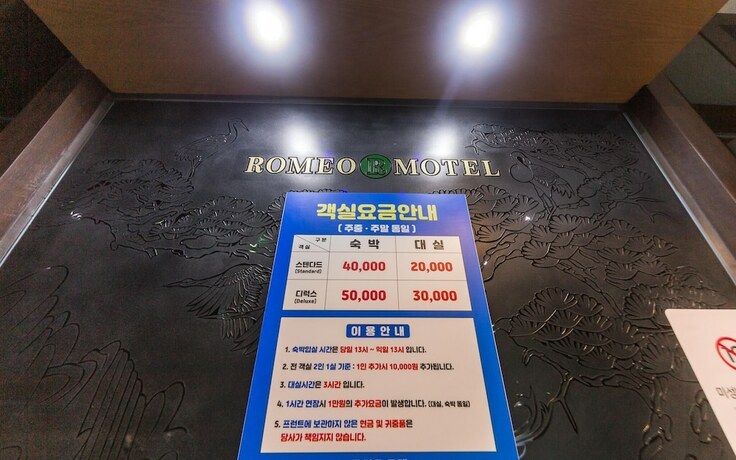 ROMEO R MOTEL
객실요금안내
( 주중 · 주말 동일 )
구분 객실 숙 박 대 실
스텐다드 (Standard) 40,000 20,000
디럭스 (Deluxe) 50,000 30,000
이 용 안 내
1. 숙박입실 시간은 당일 13시 ~ 익일 13시 입니다.
2. 전 객실 2인 1실 기준 : 1인 추가시 10,000원 추가됩니다.
3. 대실시간은 3시간 입니다.
4. 1시간 연장시 1만원의 추가요금이 발생합니다. (대실, 숙박 동일)
5. 프런트에 보관하지 않은 현금 및 귀중품은
당사가 책임지지 않습니다.
미성